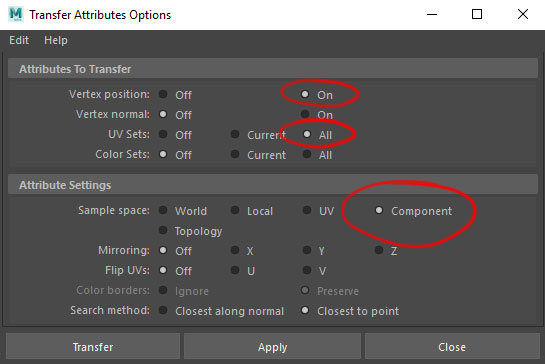 Transfer Attributes Options
Edit Help
Attributes To Transfer
Vertex position: Off On
Vertex normal: Off On
UV Sets: Off Current All
Color Sets: Off Current All
Attribute Settings
Sample space: World Local UV Component
Topology
Mirroring: Off X Y Z
Flip UVs: Off U V
Color borders: Ignore Preserve
Search method: Closest along normal Closest to point
Transfer Apply Close